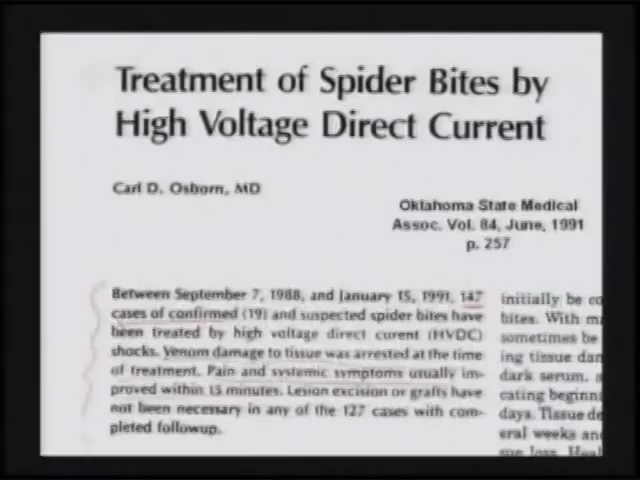 Treatment of Spider Bites by
High Voltage Direct Current
Carl D. Osborn, MD
Oklahoma State Medical
Assoc. Vol. 84, June, 1991
p. 257
Between September 7, 1988, and January 15, 1991, 147
cases of confirmed (19) and suspected spider bites have
been treated by high voltage direct curent (HVDC)
shocks. Venom damage to tissue was arrested at the time
of treatment. Pain and systemic symptoms usually im-
proved within 15 minutes. Lesion excision or grafts have
not been necessary in any of the 127 cases with com-
pleted followup.
initially be co
bites. With m
sometimes be
ing tissue dan
dark serum, a
cating beginni
days. Tissue de
eral weeks and